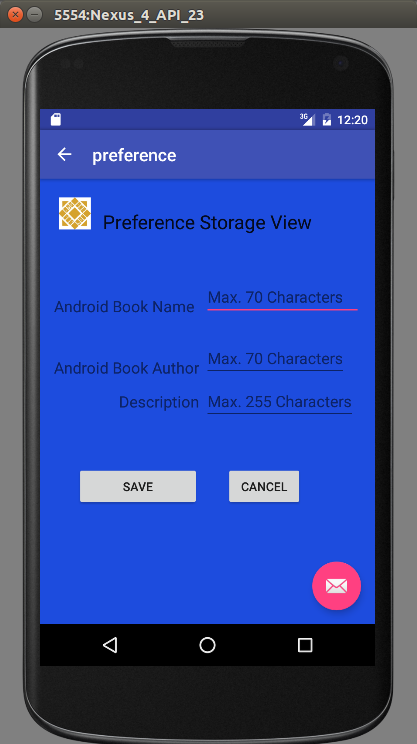 5554:Nexus_4_API_23
3G 12:20
preference
Preference Storage View
Android Book Name Max. 70 Characters
Android Book Author Max. 70 Characters
Description Max. 255 Characters
SAVE CANCEL